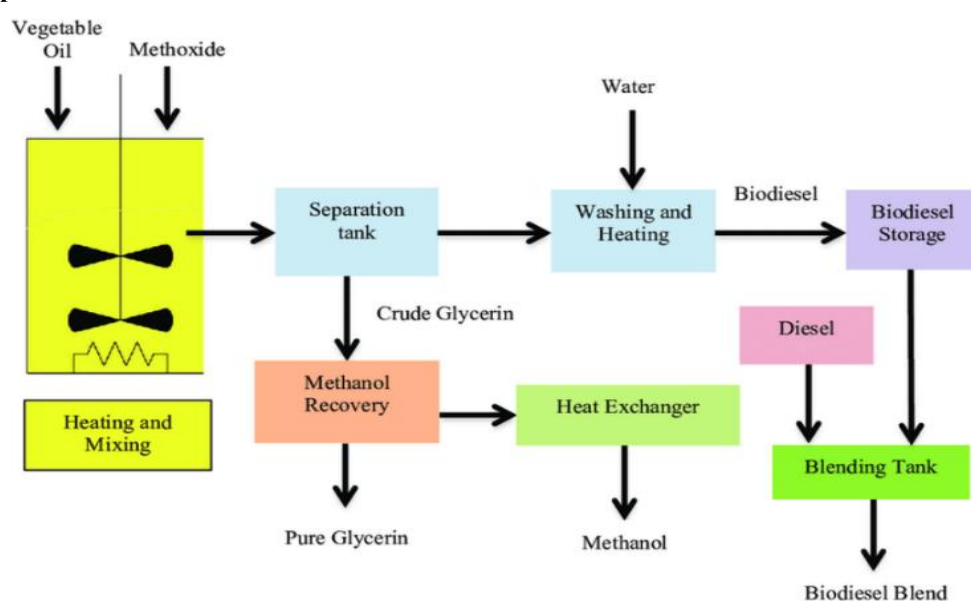 Vegetable
Oil
Methoxide
Water
Separation
tank
Washing and
Heating
Biodiesel
Biodiesel
Storage
Crude Glycerin
Diesel
Methanol
Recovery
Heat Exchanger
Heating and
Mixing
Blending Tank
Pure Glycerin
Methanol
Biodiesel Blend